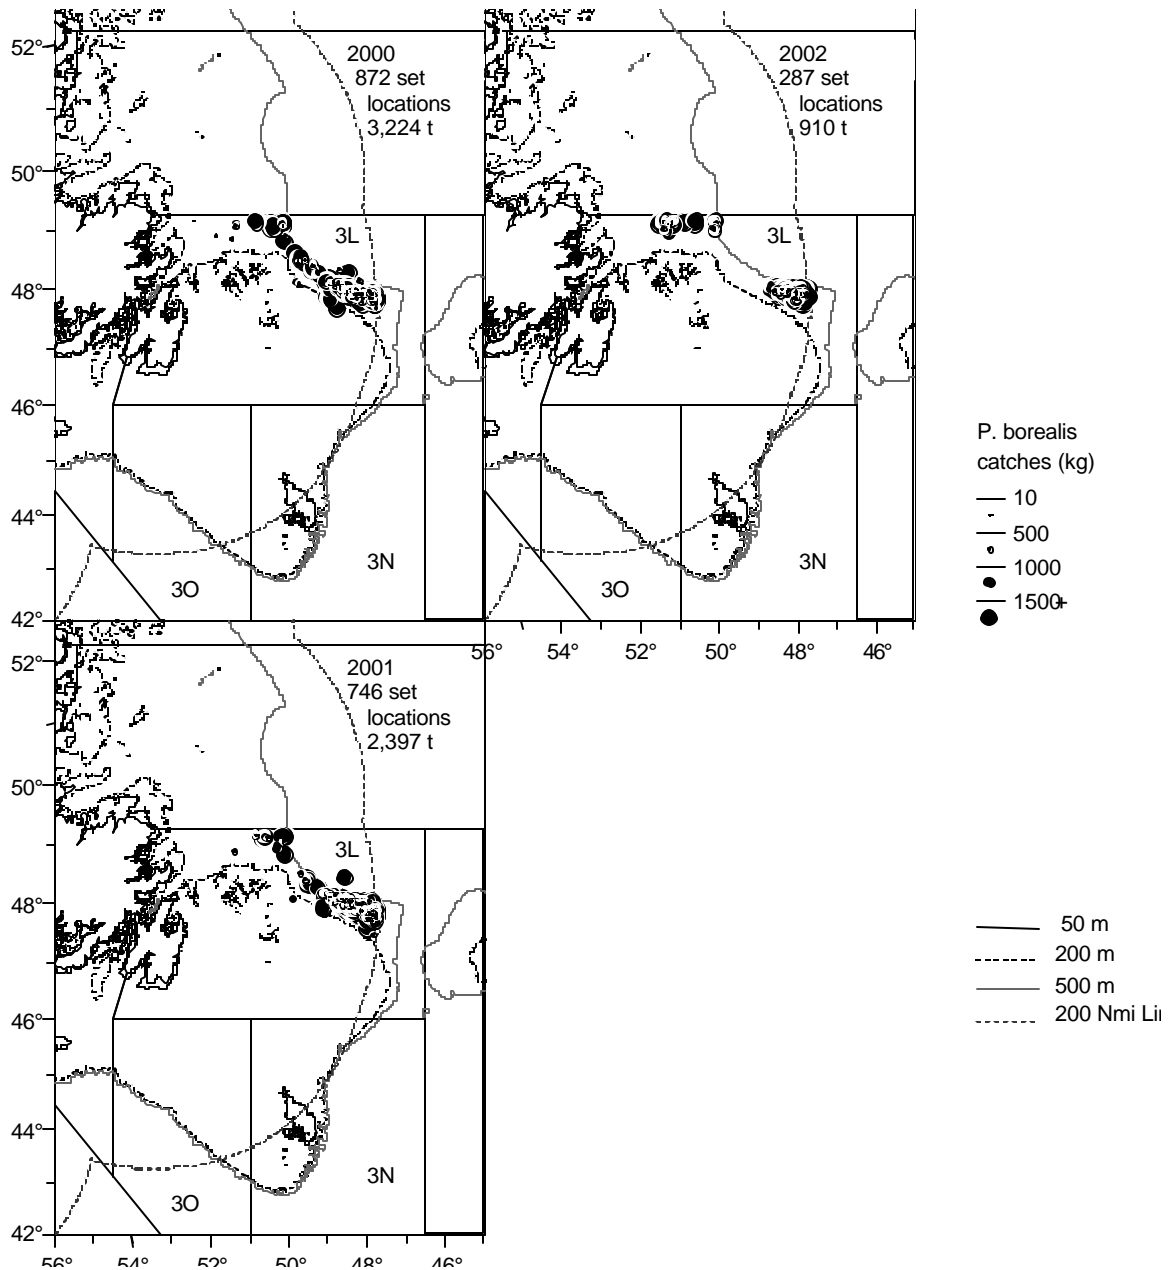 2000
872 set
locations
3,224 t
52°
50°
48°
46°
44°
42°
3L
3O
3N
2002
287 set
locations
910 t
3L
3O
3N
56°
54°
52°
50°
48°
46°
P. borealis
catches (kg)
10
500
1000
1500+
2001
746 set
locations
2,397 t
52°
50°
48°
46°
44°
42°
3L
3O
3N
56°
54°
52°
50°
48°
46°
50 m
200 m
500 m
200 Nmi